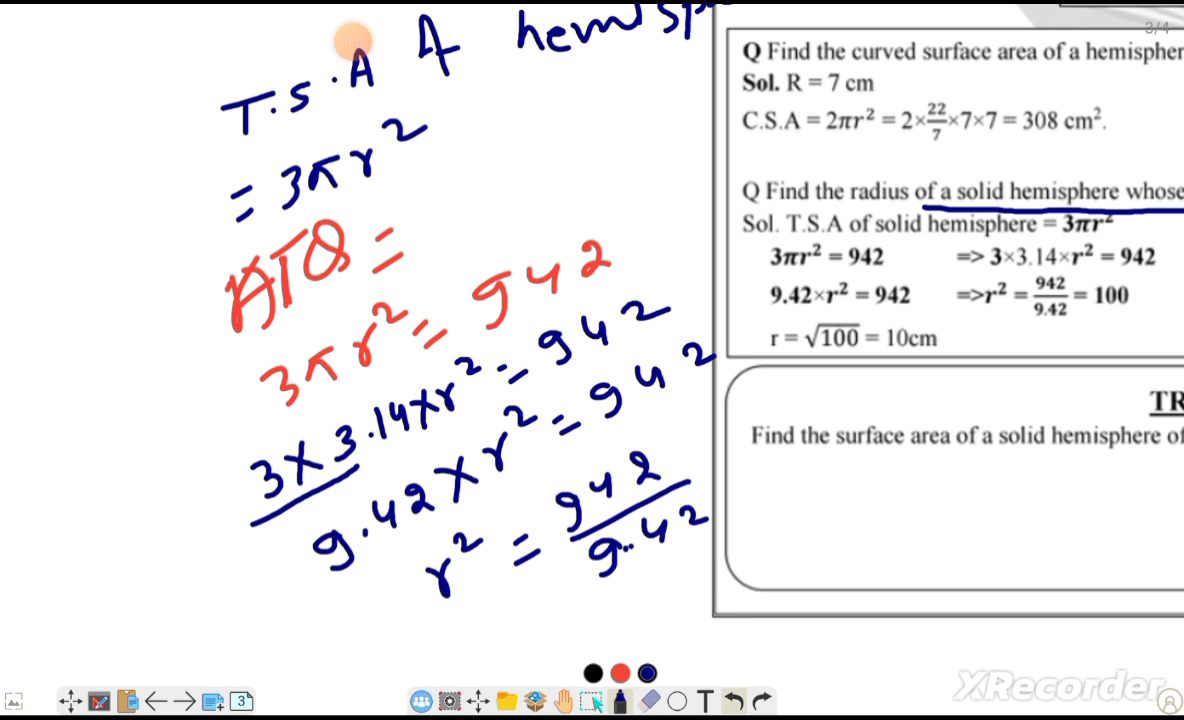 T.S.A of hemisp
= 3πr²
ATQ =
3πr² = 942
3×3.14×r² = 942
9.42×r² = 942
r² = 942/9.42
3/4
Q Find the curved surface area of a hemispher
Sol. R = 7 cm
C.S.A = 2πr² = 2×22/7×7×7 = 308 cm².
Q Find the radius of a solid hemisphere whose
Sol. T.S.A of solid hemisphere = 3πr²
3πr² = 942 => 3×3.14×r² = 942
9.42×r² = 942 =>r² = 942/9.42 = 100
r = √100 = 10cm
TR
Find the surface area of a solid hemisphere of
3
T
XRecorder